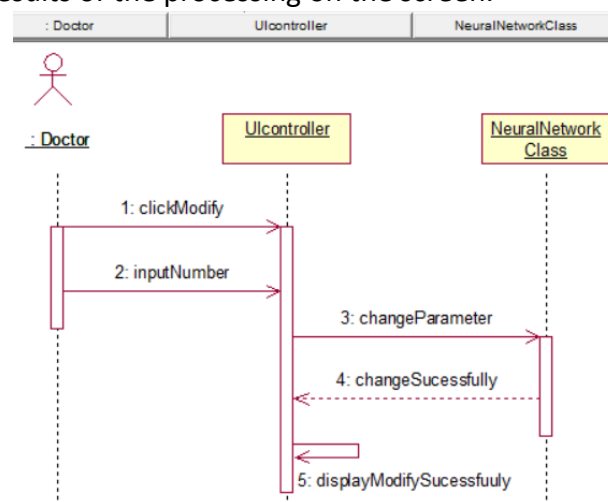 esults of the processing on the screen.
: Doctor
UIcontroller
NeuralNetworkClass
: Doctor
UIcontroller
NeuralNetwork
Class
1: clickModify
2: inputNumber
3: changeParameter
4: changeSucessfully
5: displayModifySucessfuuly